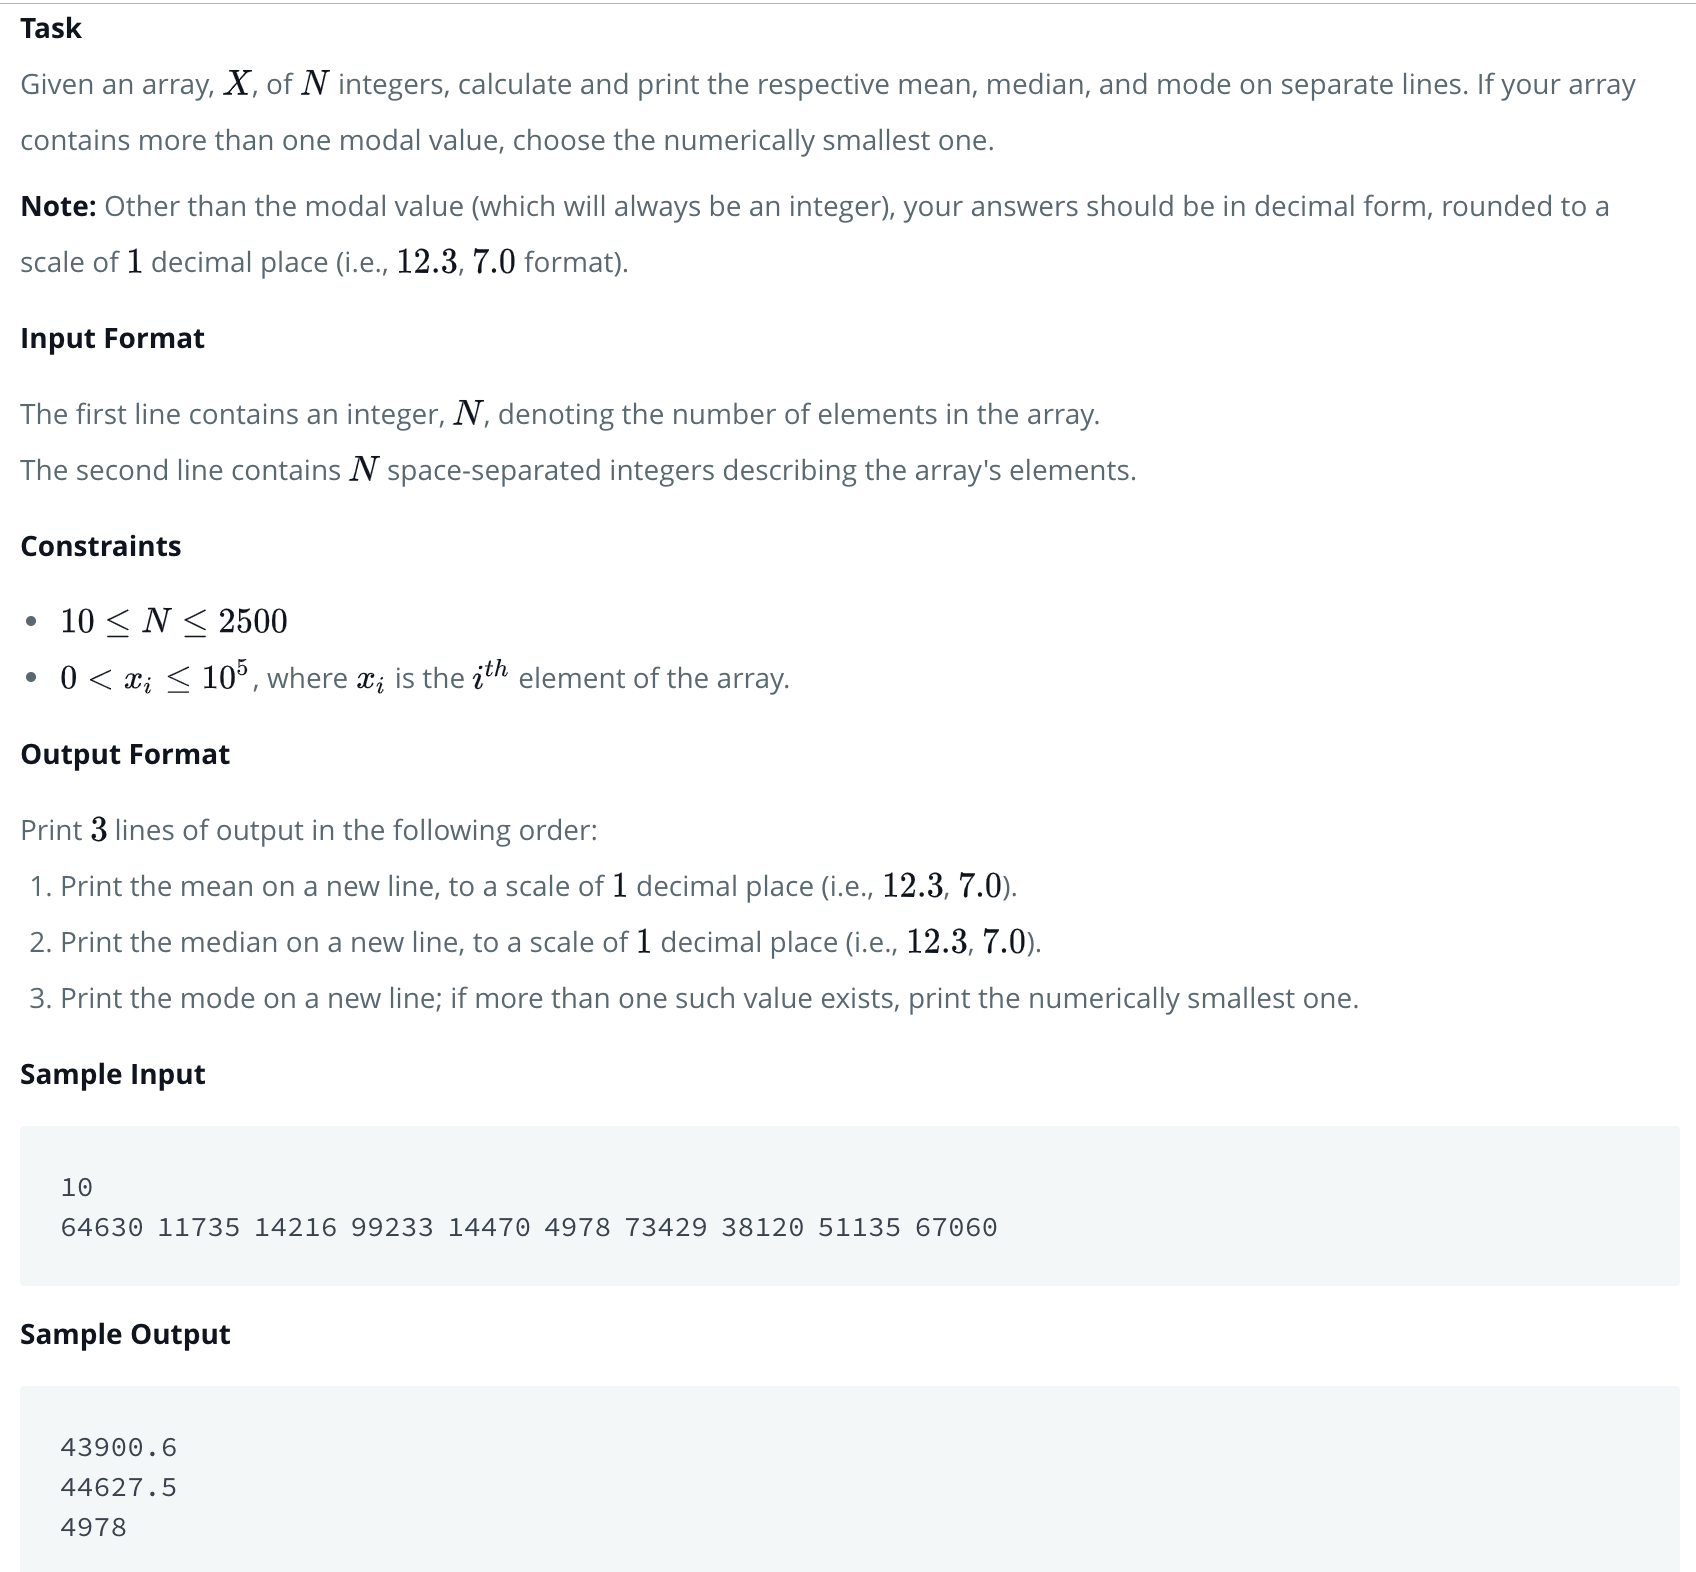 Task
Given an array, X, of N integers, calculate and print the respective mean, median, and mode on separate lines. If your array
contains more than one modal value, choose the numerically smallest one.
Note: Other than the modal value (which will always be an integer), your answers should be in decimal form, rounded to a
scale of 1 decimal place (i.e., 12.3, 7.0 format).
Input Format
The first line contains an integer, N, denoting the number of elements in the array.
The second line contains N space-separated integers describing the array's elements.
Constraints
• 10 ≤ N ≤ 2500
• 0 < xᵢ ≤ 10⁵, where xᵢ is the iᵗʰ element of the array.
Output Format
Print 3 lines of output in the following order:
1. Print the mean on a new line, to a scale of 1 decimal place (i.e., 12.3, 7.0).
2. Print the median on a new line, to a scale of 1 decimal place (i.e., 12.3, 7.0).
3. Print the mode on a new line; if more than one such value exists, print the numerically smallest one.
Sample Input
10
64630 11735 14216 99233 14470 4978 73429 38120 51135 67060
Sample Output
43900.6
44627.5
4978